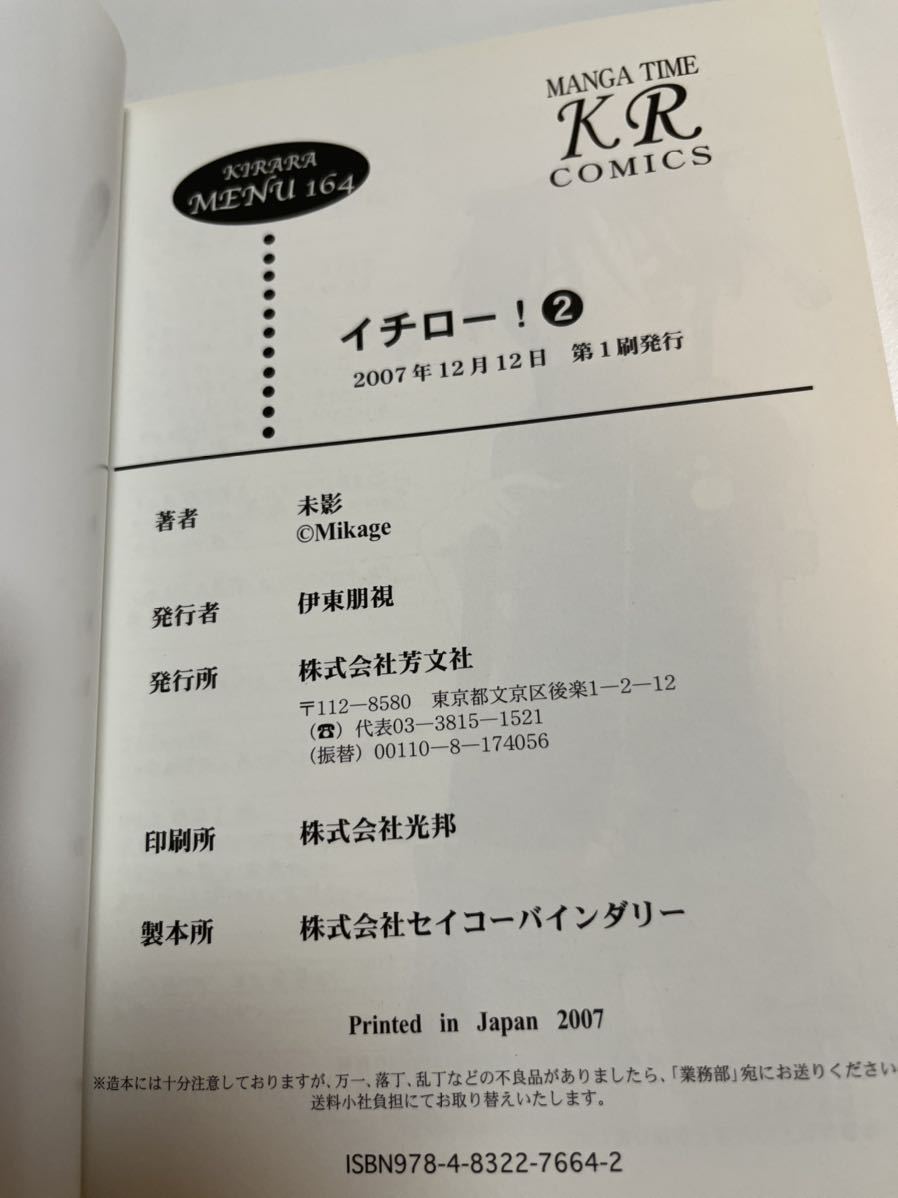 MANGA TIME
KR
COMICS
KIRARA
MENU 164
イチロー！❷
2007年12月12日　第1刷発行
著者　未影
©Mikage
発行者　伊東朋視
発行所　株式会社芳文社
〒112―8580　東京都文京区後楽1―2―12
（☎）代表03―3815―1521
（振替）00110―8―174056
印刷所　株式会社光邦
製本所　株式会社セイコーバインダリー
Printed in Japan 2007
※造本には十分注意しておりますが、万一、落丁、乱丁などの不良品がありましたら、「業務部」宛にお送りください
送料小社負担にてお取り替えいたします。
ISBN978-4-8322-7664-2